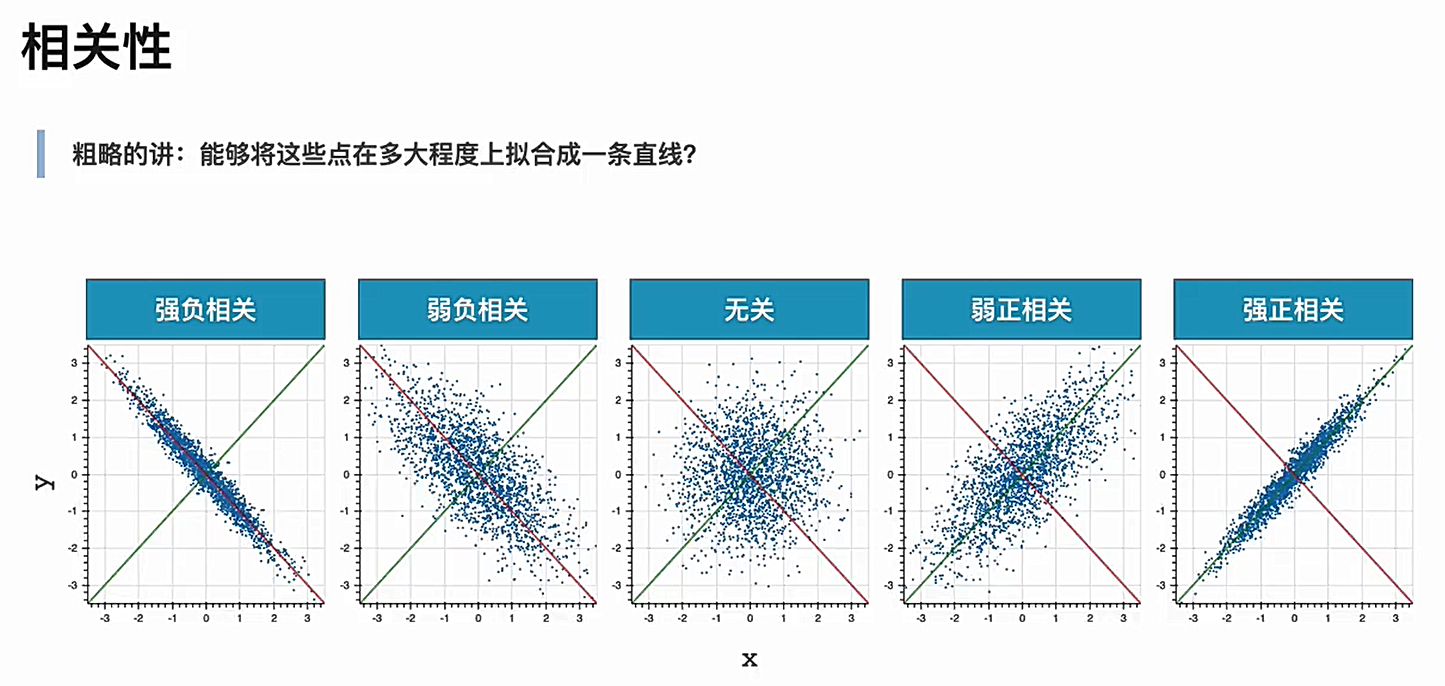 相关性
粗略的讲：能够将这些点在多大程度上拟合成一条直线？
强负相关 弱负相关 无关 弱正相关 强正相关
3 3 3 3 3
2 2 2 2 2
1 1 1 1 1
y 0 0 0 0 0
-1 -1 -1 -1 -1
-2 -2 -2 -2 -2
-3 -3 -3 -3 -3
-3 -2 -1 0 1 2 3 -3 -2 -1 0 1 2 3 -3 -2 -1 0 1 2 3 -3 -2 -1 0 1 2 3 -3 -2 -1 0 1 2 3
x